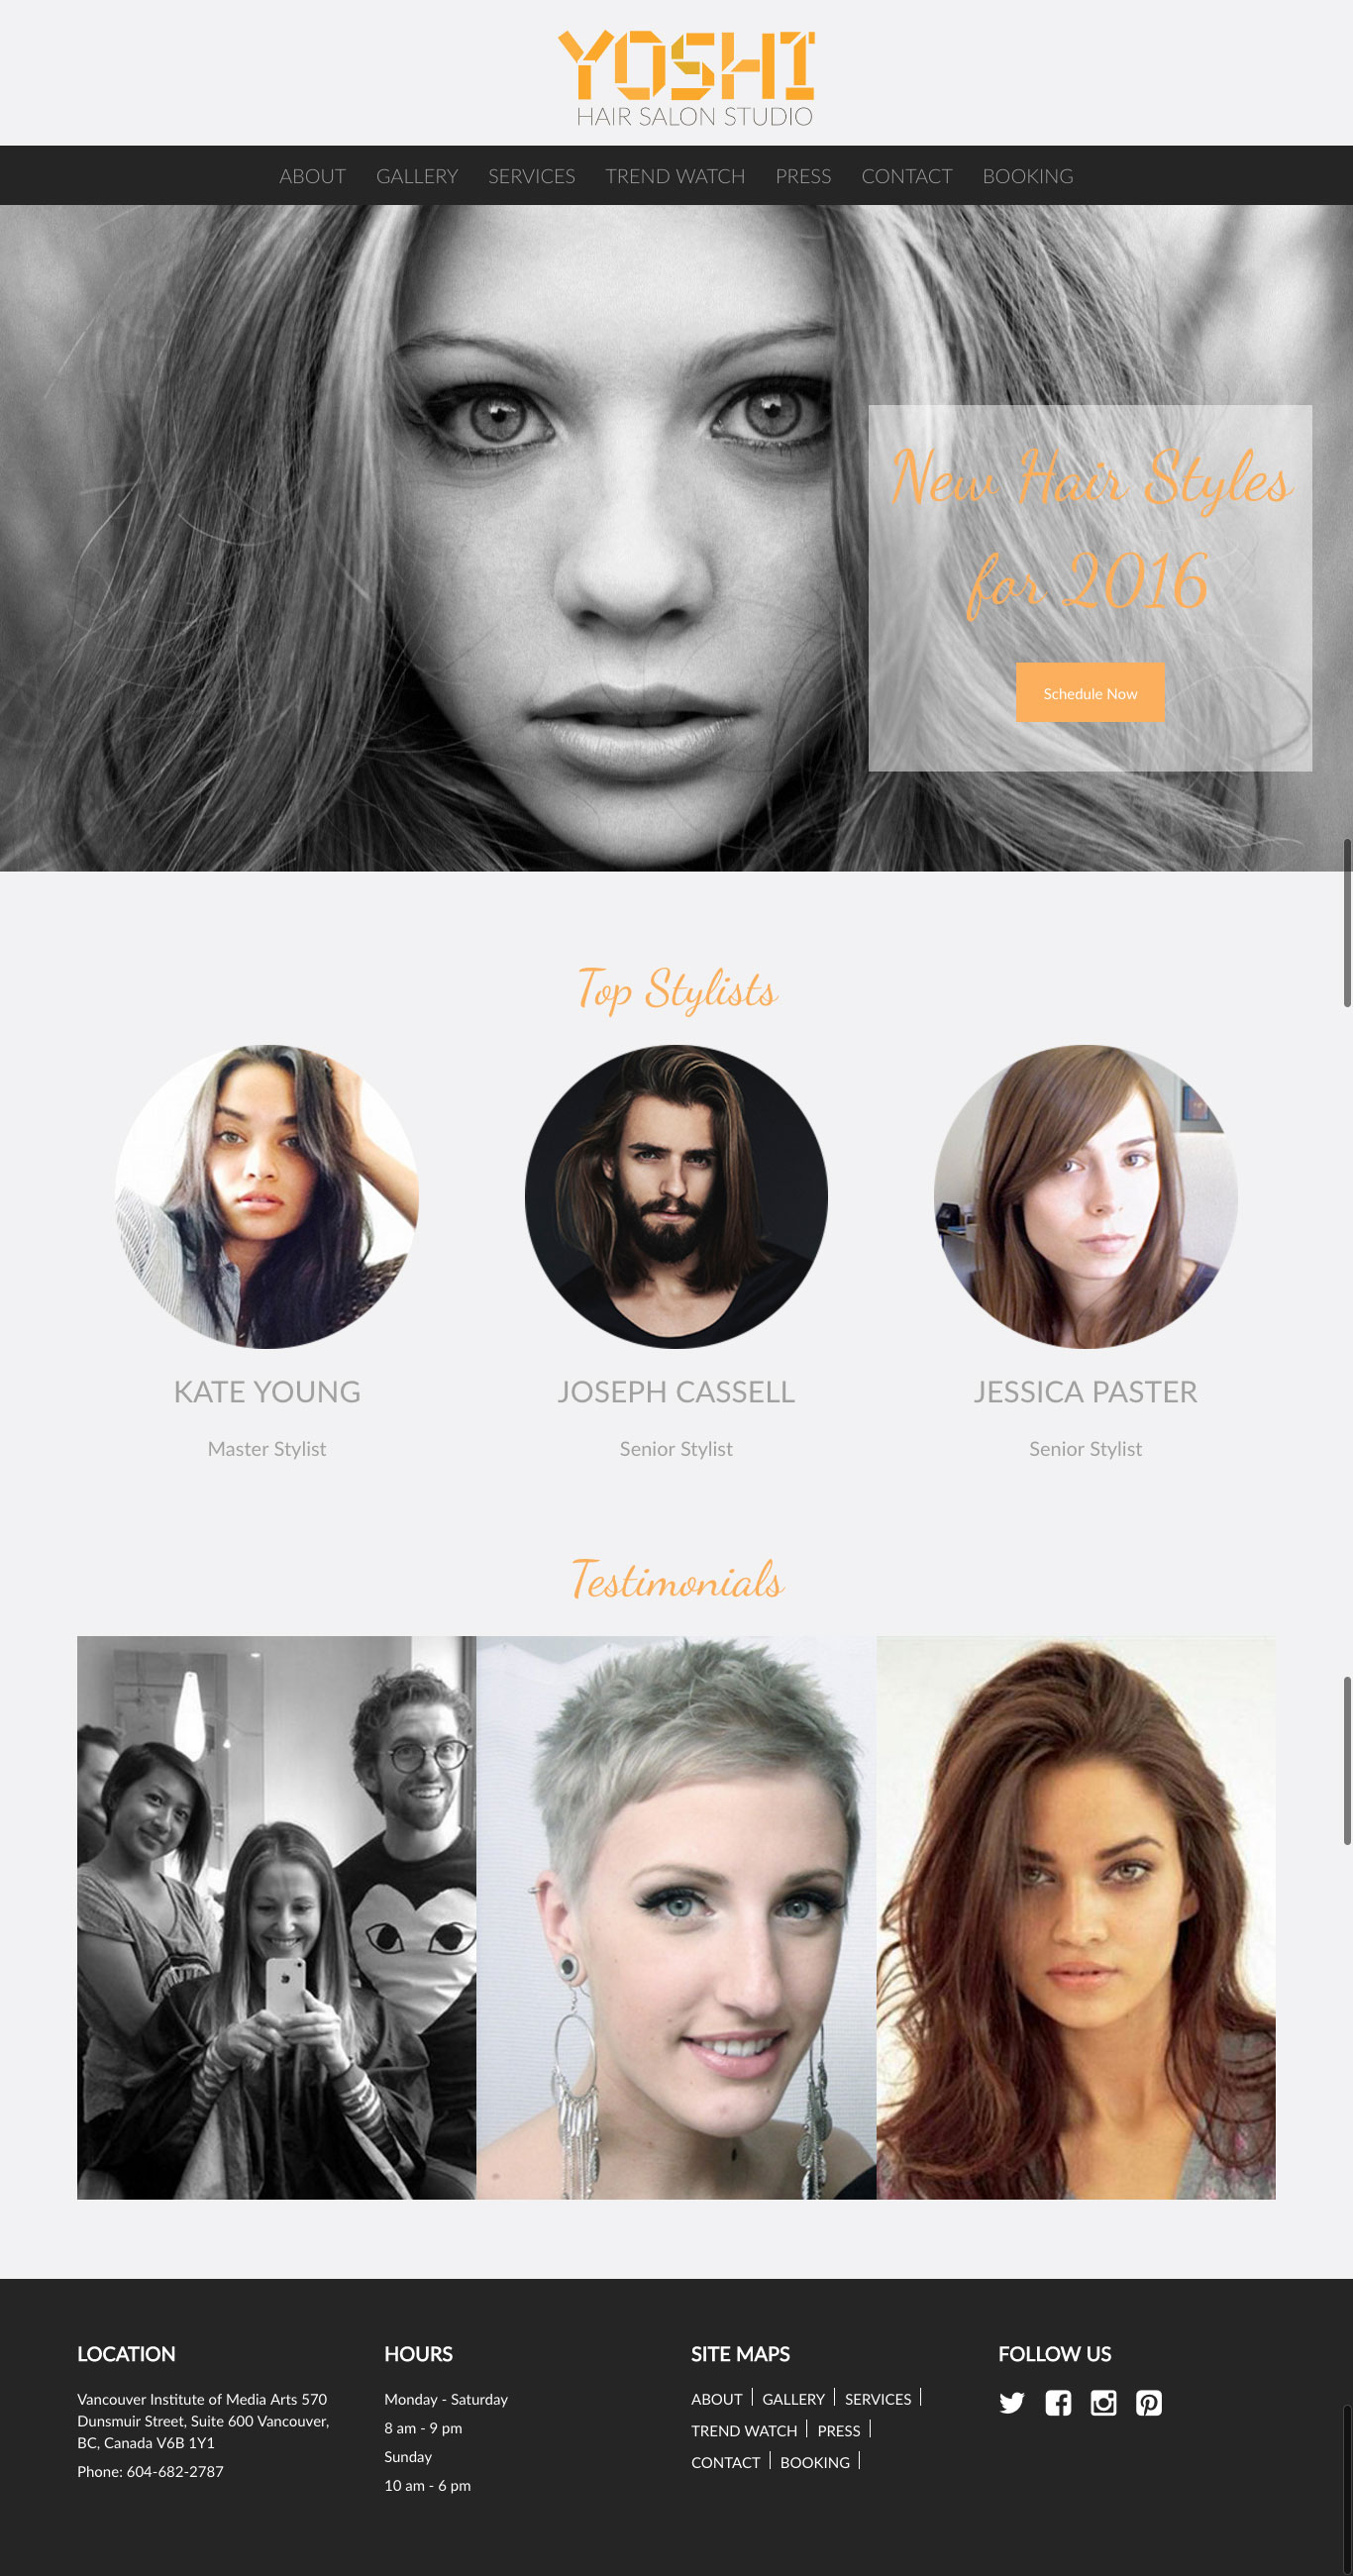 YOSHI
HAIR SALON STUDIO
ABOUT GALLERY SERVICES TREND WATCH PRESS CONTACT BOOKING
New Hair Styles
for 2016
Schedule Now
Top Stylists
KATE YOUNG
Master Stylist
JOSEPH CASSELL
Senior Stylist
JESSICA PASTER
Senior Stylist
Testimonials
LOCATION
Vancouver Institute of Media Arts 570
Dunsmuir Street, Suite 600 Vancouver,
BC, Canada V6B 1Y1
Phone: 604-682-2787
HOURS
Monday - Saturday
8 am - 9 pm
Sunday
10 am - 6 pm
SITE MAPS
ABOUT | GALLERY | SERVICES |
TREND WATCH | PRESS |
CONTACT | BOOKING |
FOLLOW US